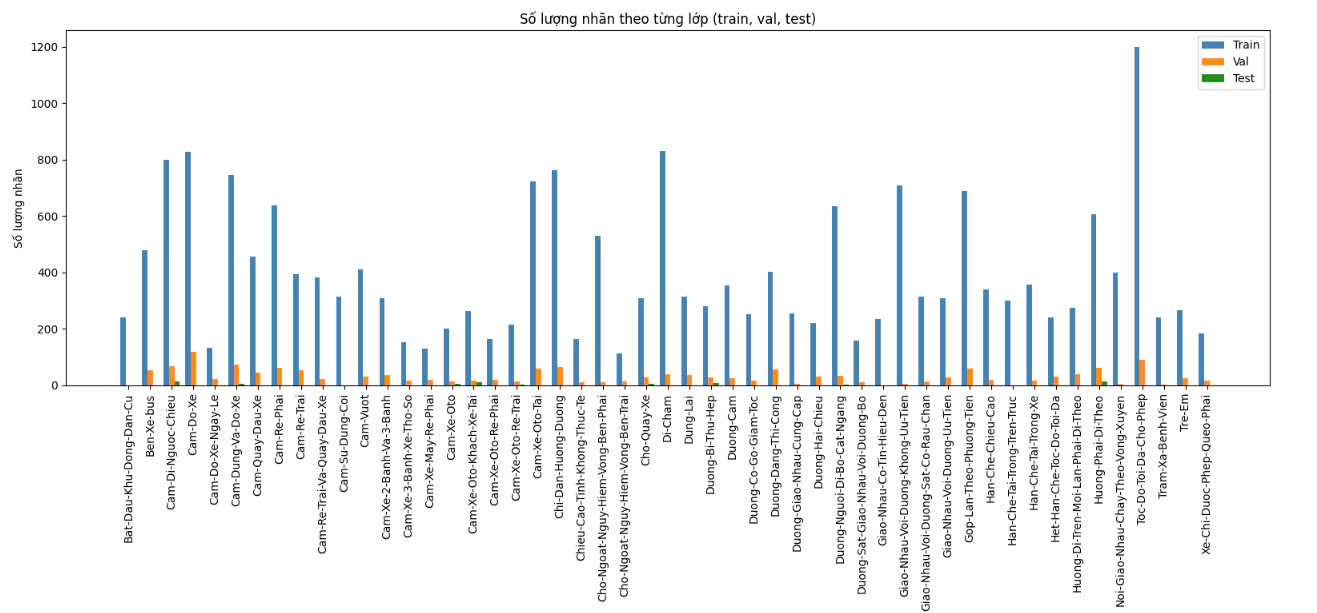 Số lượng nhãn theo từng lớp (train, val, test)
Train
Val
Test
Số lượng nhãn
1200
1000
800
600
400
200
0
Bat-Dau-Khu-Dong-Dan-Cu
Ben-Xe-bus
Cam-Di-Nguoc-Chieu
Cam-Do-Xe
Cam-Do-Xe-Ngay-Le
Cam-Dung-Va-Do-Xe
Cam-Quay-Dau-Xe
Cam-Re-Phai
Cam-Re-Trai
Cam-Re-Trai-Va-Quay-Dau-Xe
Cam-Su-Dung-Coi
Cam-Vuot
Cam-Xe-2-Banh-Va-3-Banh
Cam-Xe-3-Banh-Xe-Tho-So
Cam-Xe-May-Re-Phai
Cam-Xe-Oto
Cam-Xe-Oto-Khach-Xe-Tai
Cam-Xe-Oto-Re-Phai
Cam-Xe-Oto-Re-Trai
Cam-Xe-Oto-Tai
Chi-Dan-Huong-Duong
Chieu-Cao-Tinh-Khong-Thuc-Te
Cho-Ngoat-Nguy-Hiem-Vong-Ben-Phai
Cho-Ngoat-Nguy-Hiem-Vong-Ben-Trai
Cho-Quay-Xe
Di-Cham
Dung-Lai
Duong-Bi-Thu-Hep
Duong-Cam
Duong-Co-Go-Giam-Toc
Duong-Dang-Thi-Cong
Duong-Giao-Nhau-Cung-Cap
Duong-Hai-Chieu
Duong-Nguoi-Di-Bo-Cat-Ngang
Duong-Sat-Giao-Nhau-Voi-Duong-Bo
Giao-Nhau-Co-Tin-Hieu-Den
Giao-Nhau-Voi-Duong-Khong-Uu-Tien
Giao-Nhau-Voi-Duong-Sat-Co-Rau-Chan
Giao-Nhau-Voi-Duong-Uu-Tien
Gop-Lan-Theo-Phuong-Tien
Han-Che-Chieu-Cao
Han-Che-Tai-Trong-Tren-Truc
Han-Che-Tai-Trong-Xe
Het-Han-Che-Toc-Do-Toi-Da
Huong-Di-Tren-Moi-Lan-Phai-Di-Theo
Huong-Phai-Di-Theo
Noi-Giao-Nhau-Chay-Theo-Vong-Xuyen
Toc-Do-Toi-Da-Cho-Phep
Tram-Xa-Benh-Vien
Tre-Em
Xe-Chi-Duoc-Phep-Queo-Phai